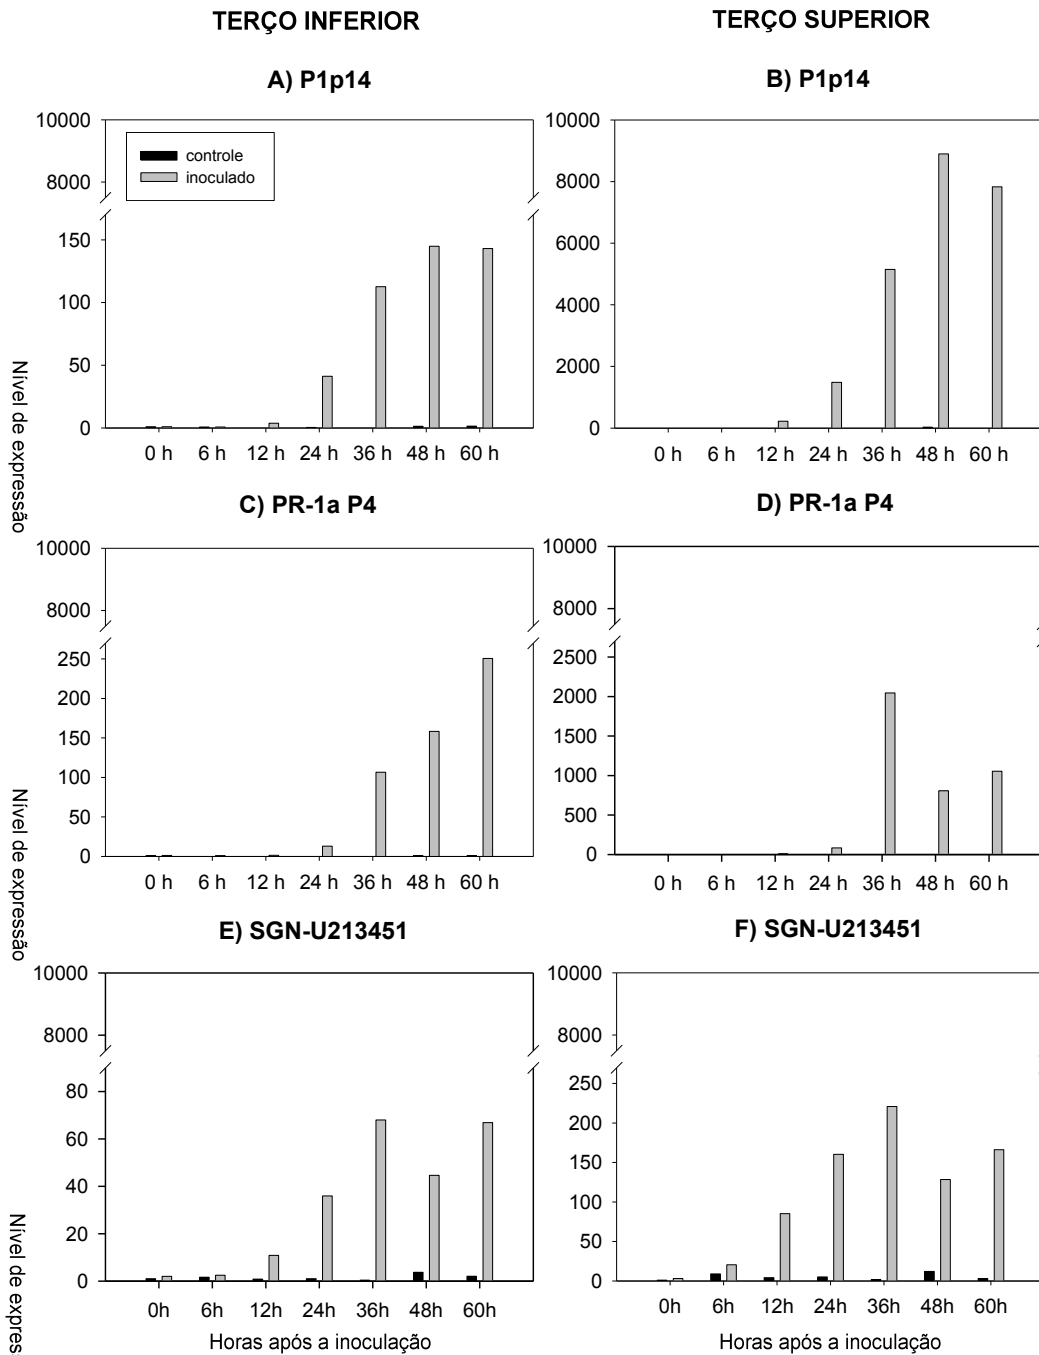 TERÇO INFERIOR
TERÇO SUPERIOR
A) P1p14
B) P1p14
10000
8000
150
100
50
0
controle
inoculado
0 h 6 h 12 h 24 h 36 h 48 h 60 h
10000
8000
6000
4000
2000
0
0 h 6 h 12 h 24 h 36 h 48 h 60 h
Nível de expressão
C) PR-1a P4
D) PR-1a P4
10000
8000
250
200
150
100
50
0
0 h 6 h 12 h 24 h 36 h 48 h 60 h
10000
8000
2500
2000
1500
1000
500
0
0 h 6 h 12 h 24 h 36 h 48 h 60 h
Nível de expressão
E) SGN-U213451
F) SGN-U213451
10000
8000
80
60
40
20
0
0h 6h 12h 24h 36h 48h 60h
Horas após a inoculação
10000
8000
250
200
150
100
50
0
0h 6h 12h 24h 36h 48h 60h
Horas após a inoculação
Nível de expres